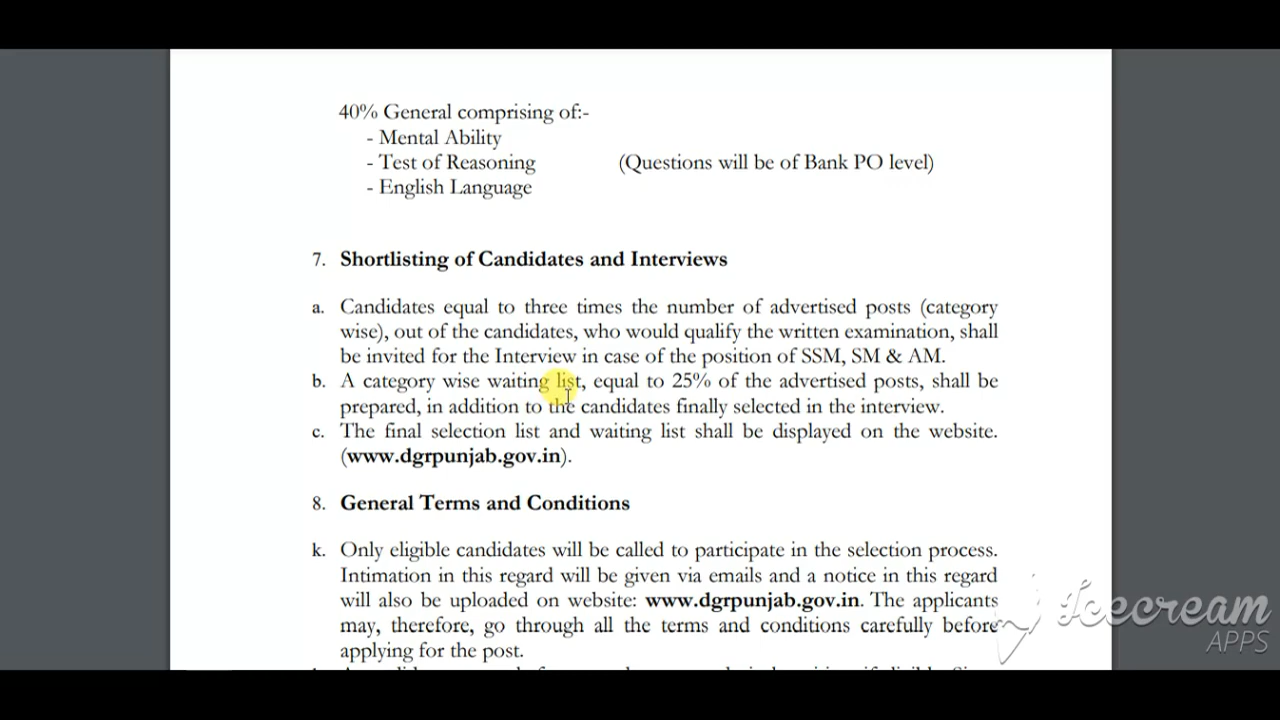 40% General comprising of:-
- Mental Ability
- Test of Reasoning (Questions will be of Bank PO level)
- English Language
7. Shortlisting of Candidates and Interviews
a. Candidates equal to three times the number of advertised posts (category
wise), out of the candidates, who would qualify the written examination, shall
be invited for the Interview in case of the position of SSM, SM & AM.
b. A category wise waiting list, equal to 25% of the advertised posts, shall be
prepared, in addition to the candidates finally selected in the interview.
c. The final selection list and waiting list shall be displayed on the website.
(www.dgrpunjab.gov.in).
8. General Terms and Conditions
k. Only eligible candidates will be called to participate in the selection process.
Intimation in this regard will be given via emails and a notice in this regard
will also be uploaded on website: www.dgrpunjab.gov.in. The applicants
may, therefore, go through all the terms and conditions carefully before
applying for the post.
Icecream
APPS